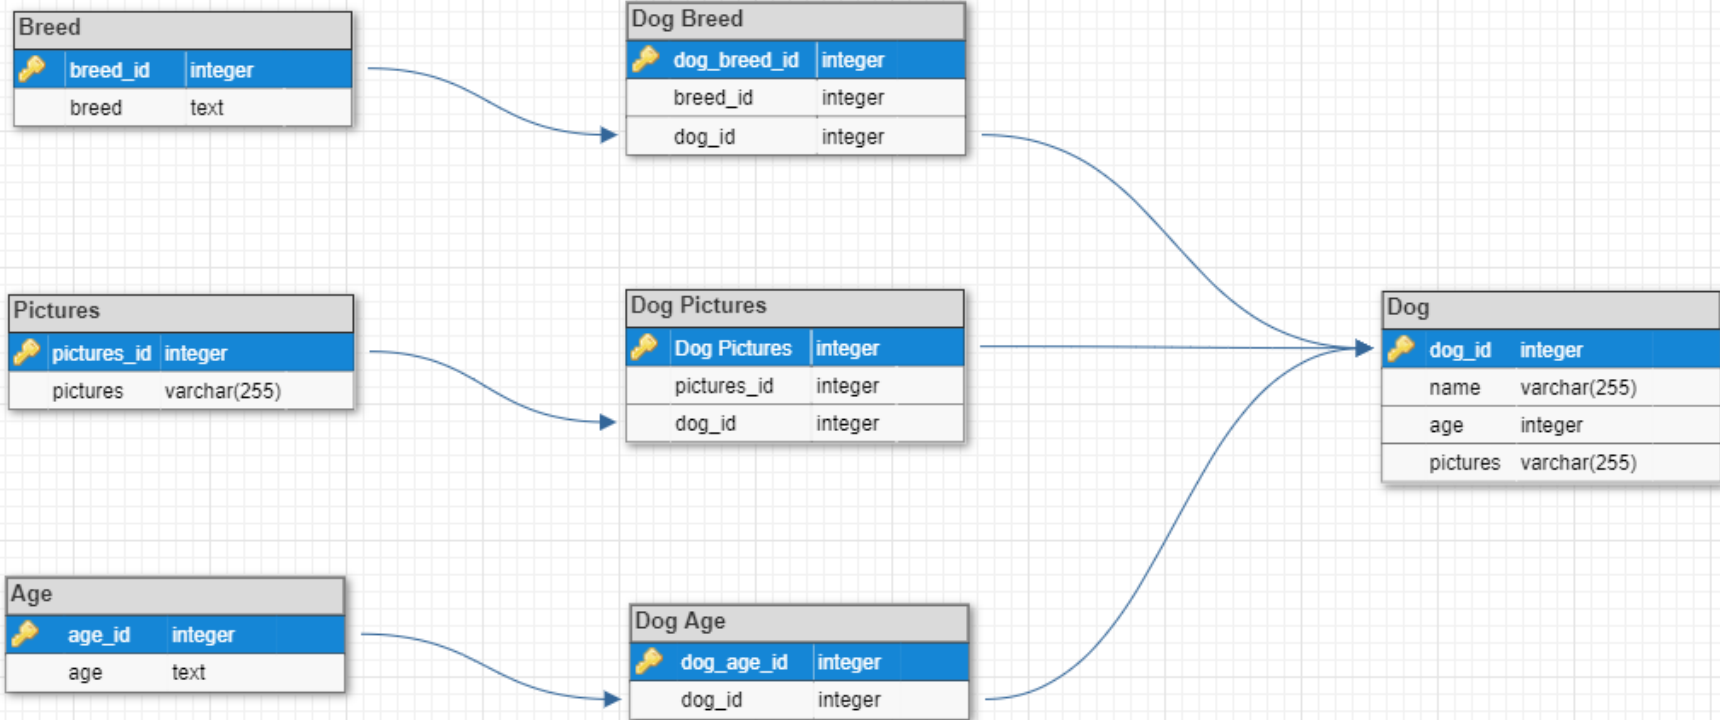 Breed
breed_id integer
breed text
Dog Breed
dog_breed_id integer
breed_id integer
dog_id integer
Pictures
pictures_id integer
pictures varchar(255)
Dog Pictures
Dog Pictures integer
pictures_id integer
dog_id integer
Dog
dog_id integer
name varchar(255)
age integer
pictures varchar(255)
Age
age_id integer
age text
Dog Age
dog_age_id integer
dog_id integer